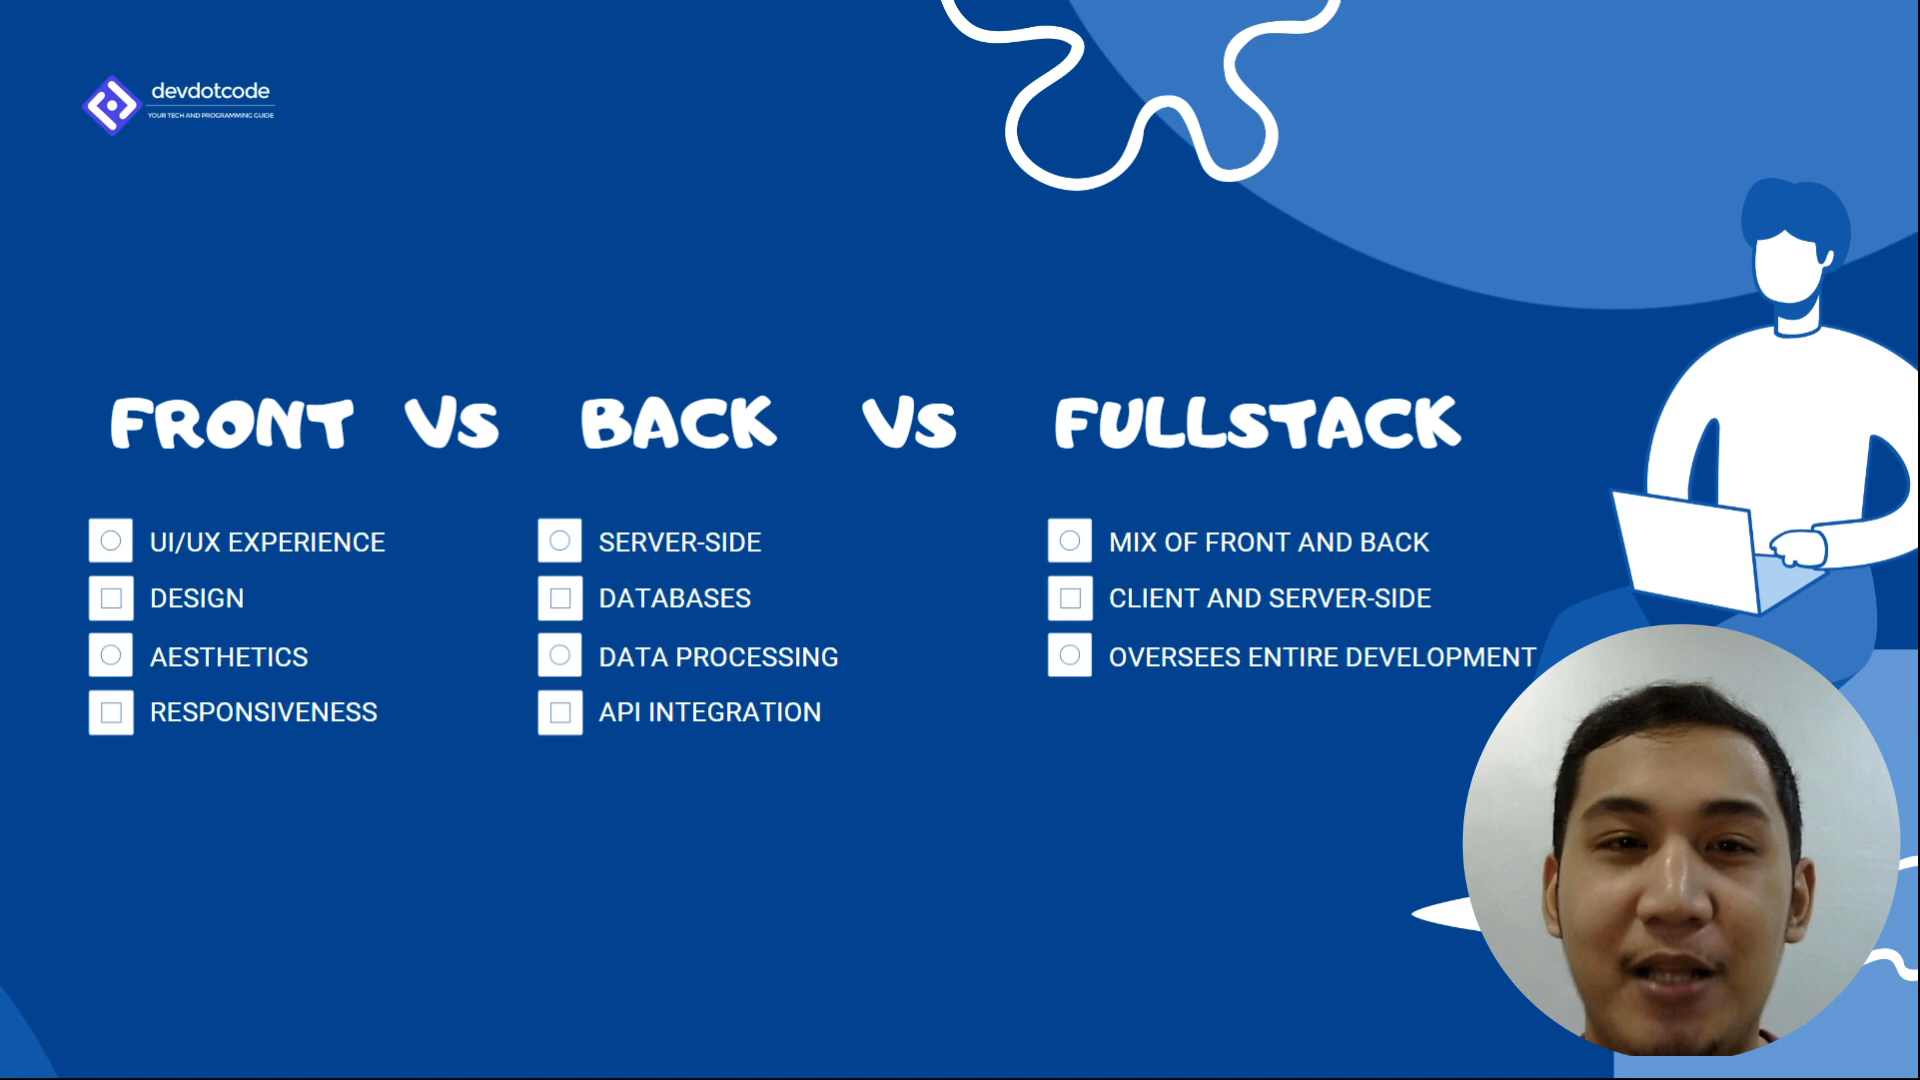 devdotcode
YOUR TECH AND PROGRAMMING GUIDE
FRONT VS BACK VS FULLSTACK
UI/UX EXPERIENCE
DESIGN
AESTHETICS
RESPONSIVENESS
SERVER-SIDE
DATABASES
DATA PROCESSING
API INTEGRATION
MIX OF FRONT AND BACK
CLIENT AND SERVER-SIDE
OVERSEES ENTIRE DEVELOPMENT